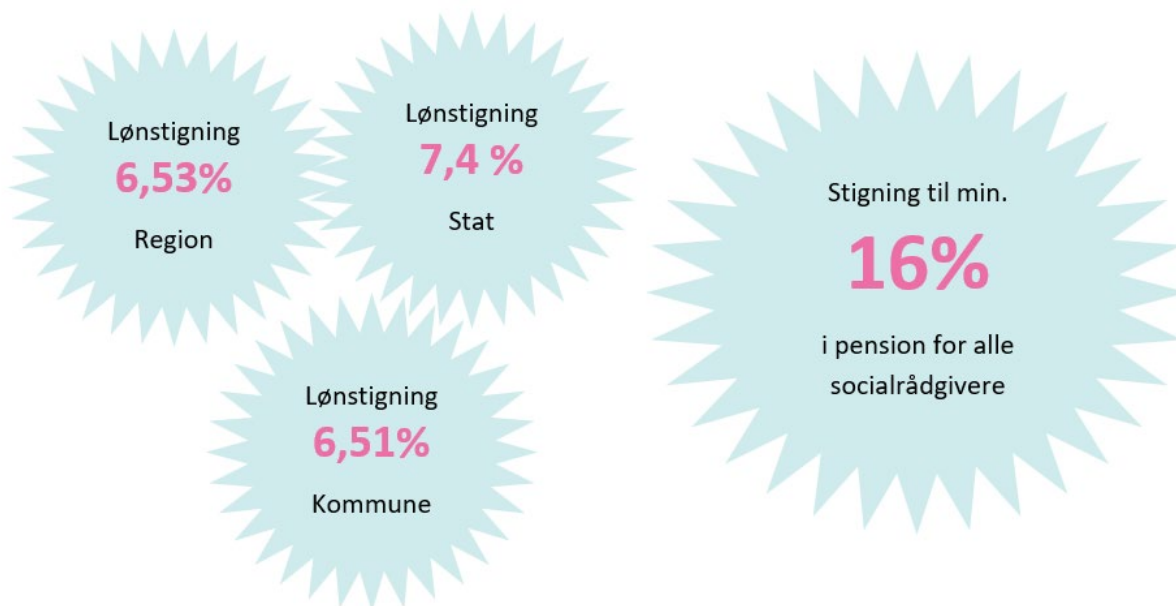 Lønstigning
6,53%
Region
Lønstigning
7,4 %
Stat
Lønstigning
6,51%
Kommune
Stigning til min.
16%
i pension for alle
socialrådgivere